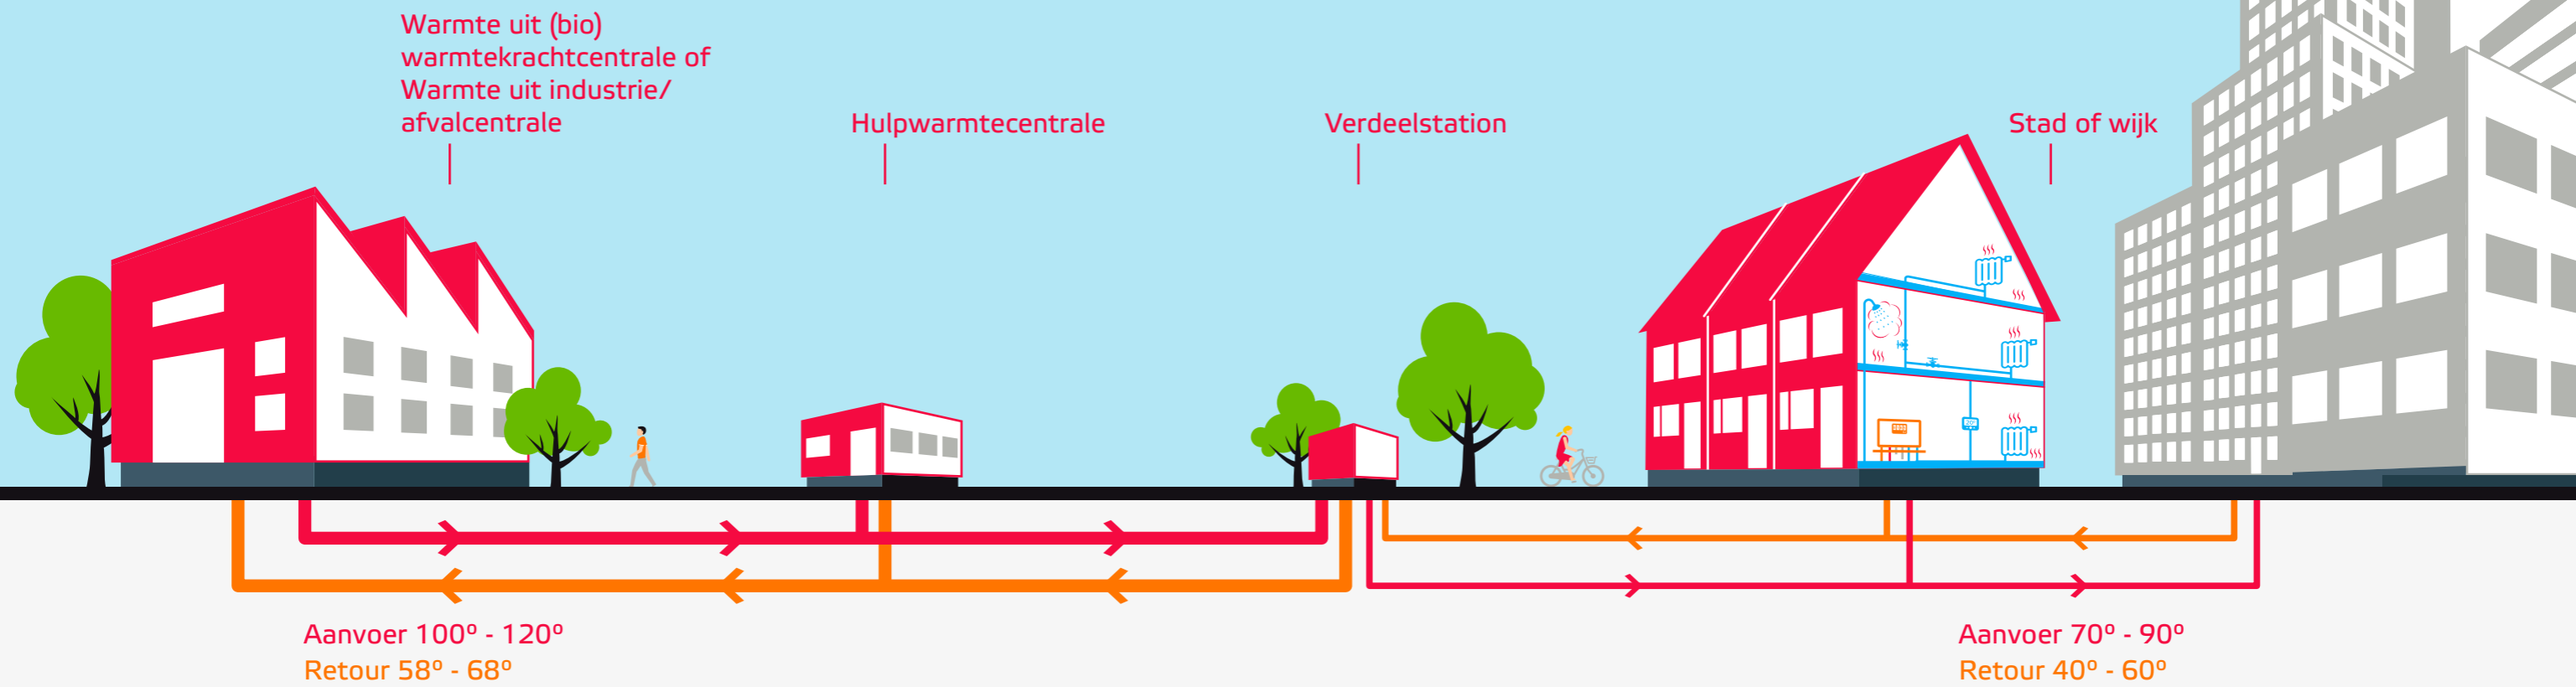 Warmte uit (bio)
warmtekrachtcentrale of
Warmte uit industrie/
afvalcentrale
Hulpwarmtecentrale
Verdeelstation
Stad of wijk
Aanvoer 100º - 120º
Retour 58º - 68º
Aanvoer 70º - 90º
Retour 40º - 60º